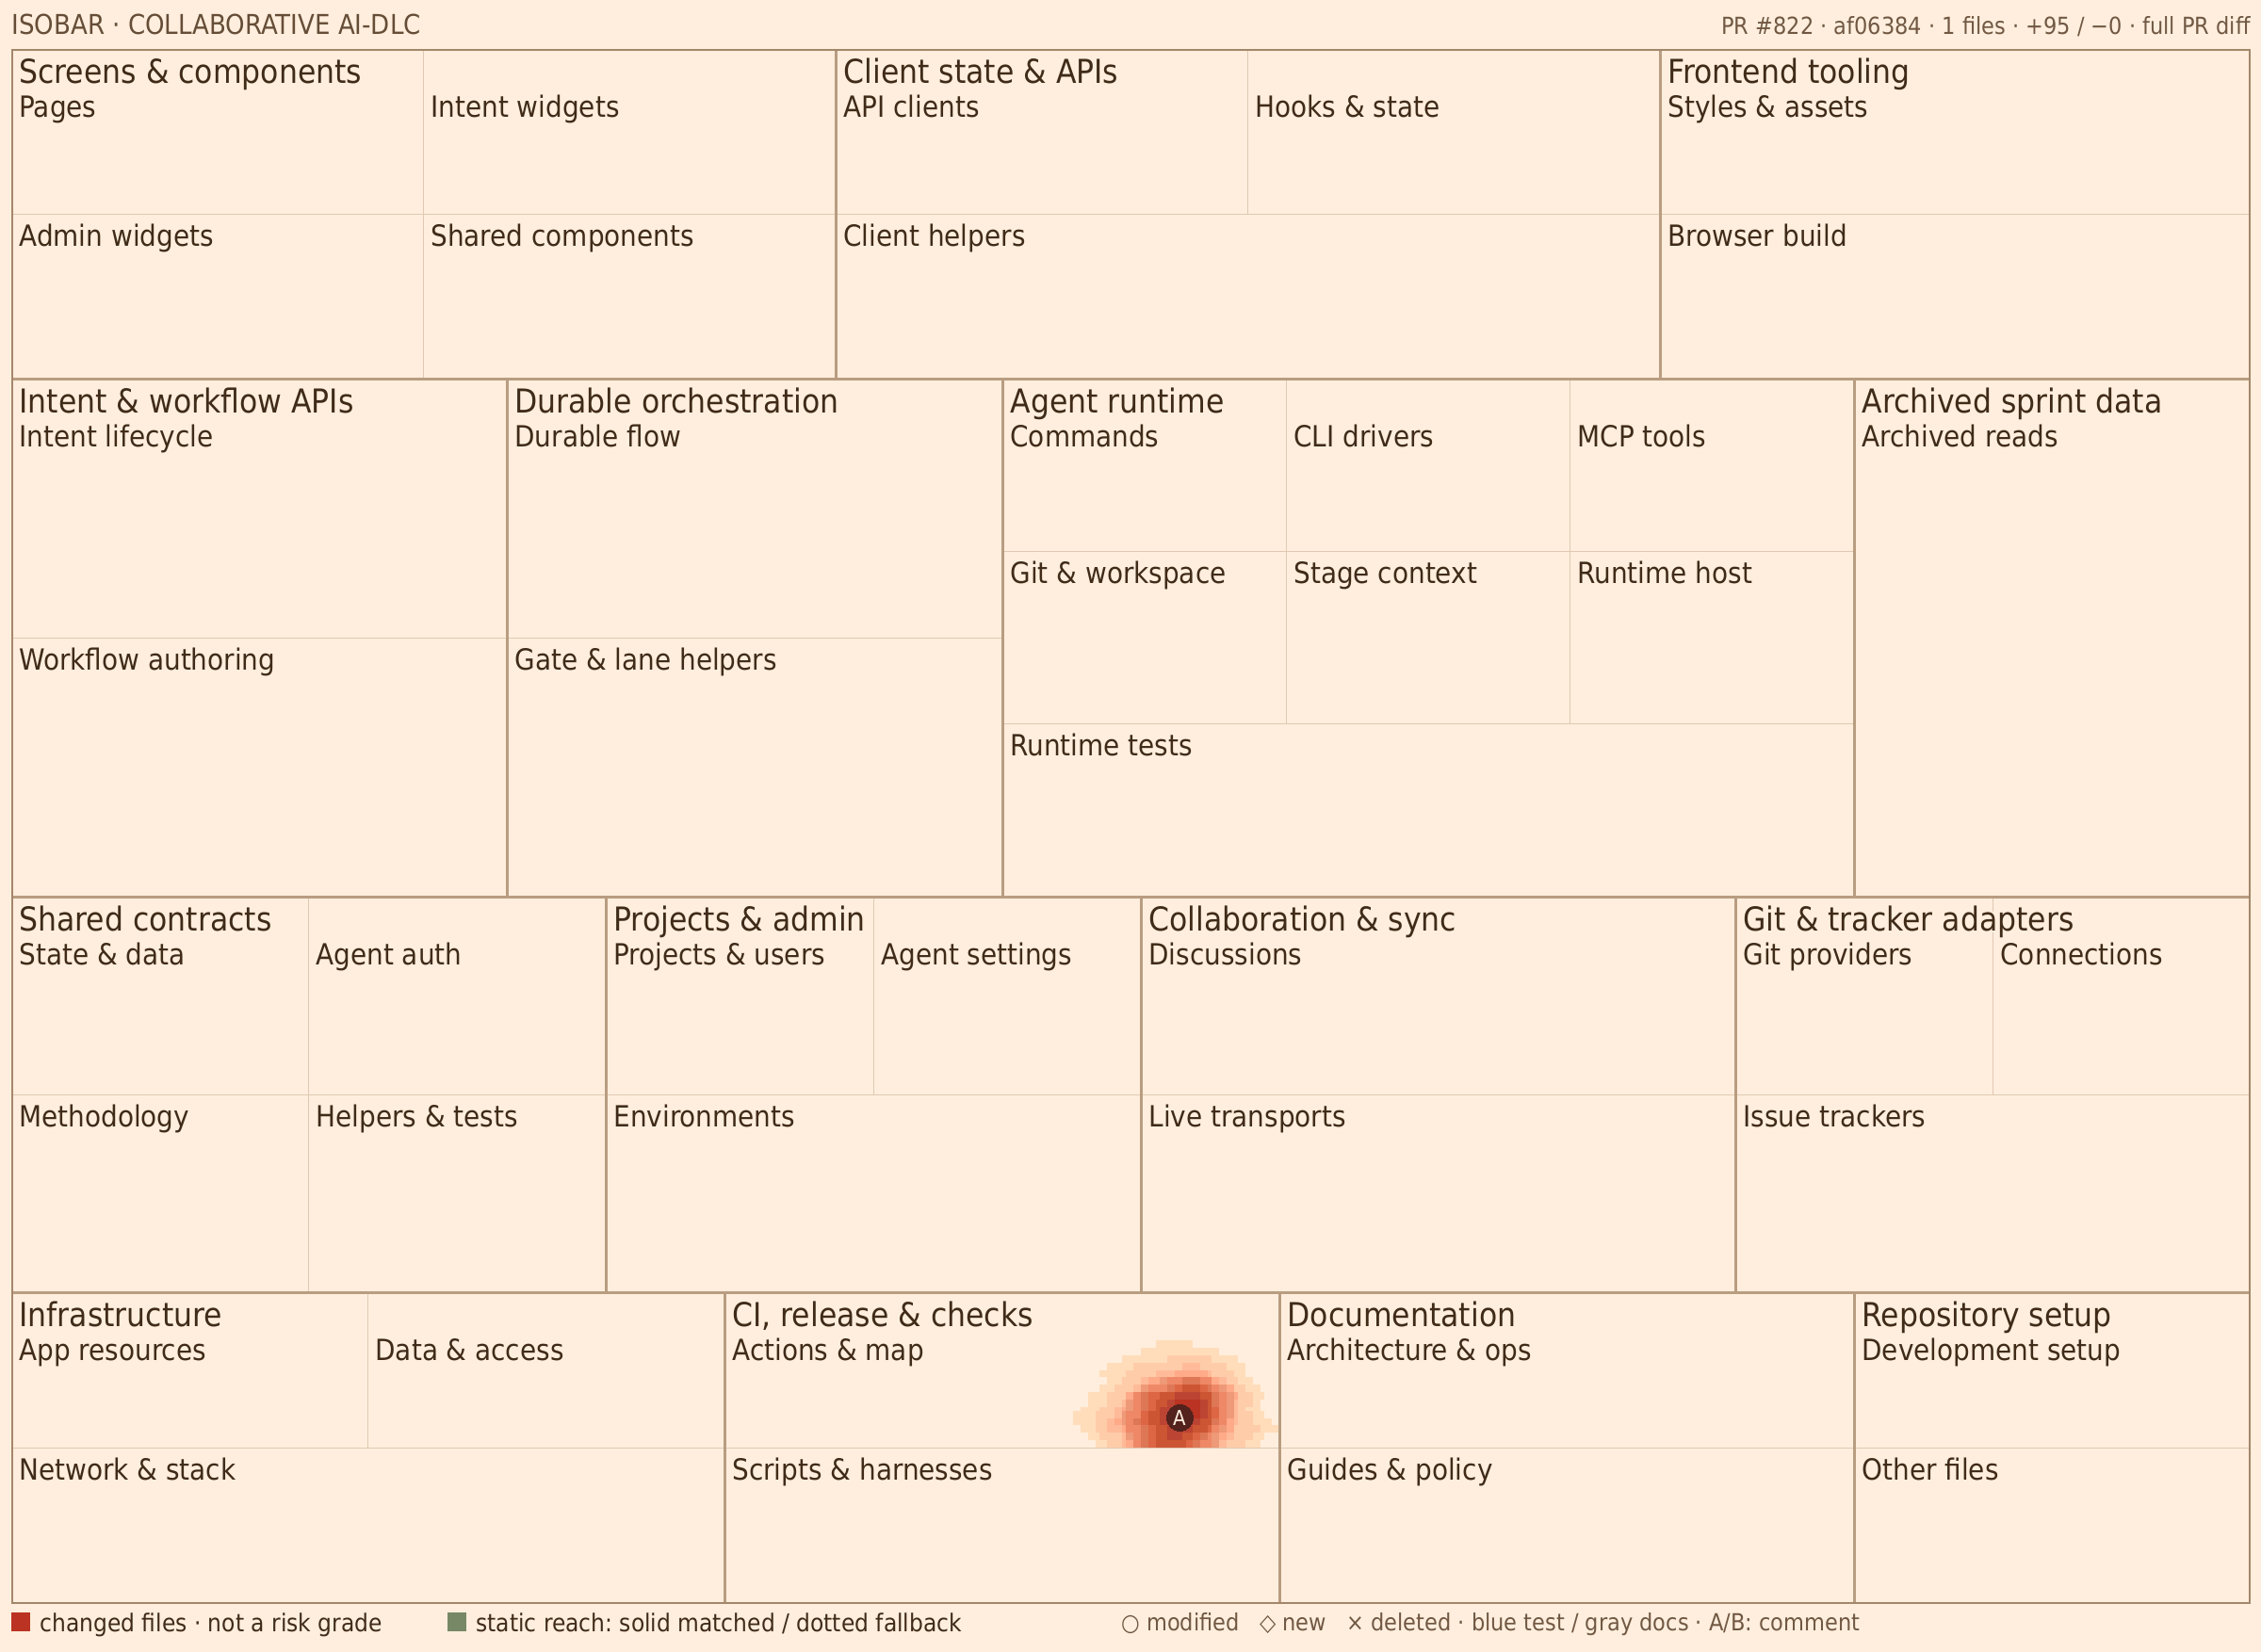 ISOBAR · COLLABORATIVE AI-DLC
PR #822 · af06384 · 1 files · +95 / −0 · full PR diff
Screens & components
Pages
Intent widgets
Admin widgets
Shared components
Client state & APIs
API clients
Hooks & state
Client helpers
Frontend tooling
Styles & assets
Browser build
Intent & workflow APIs
Intent lifecycle
Workflow authoring
Durable orchestration
Durable flow
Gate & lane helpers
Agent runtime
Commands
CLI drivers
MCP tools
Git & workspace
Stage context
Runtime host
Runtime tests
Archived sprint data
Archived reads
Shared contracts
State & data
Agent auth
Methodology
Helpers & tests
Projects & admin
Projects & users
Agent settings
Environments
Collaboration & sync
Discussions
Live transports
Git & tracker adapters
Git providers
Connections
Issue trackers
Infrastructure
App resources
Data & access
Network & stack
CI, release & checks
Actions & map
A
Scripts & harnesses
Documentation
Architecture & ops
Guides & policy
Repository setup
Development setup
Other files
changed files · not a risk grade
static reach: solid matched / dotted fallback
○ modified ◇ new × deleted · blue test / gray docs · A/B: comment